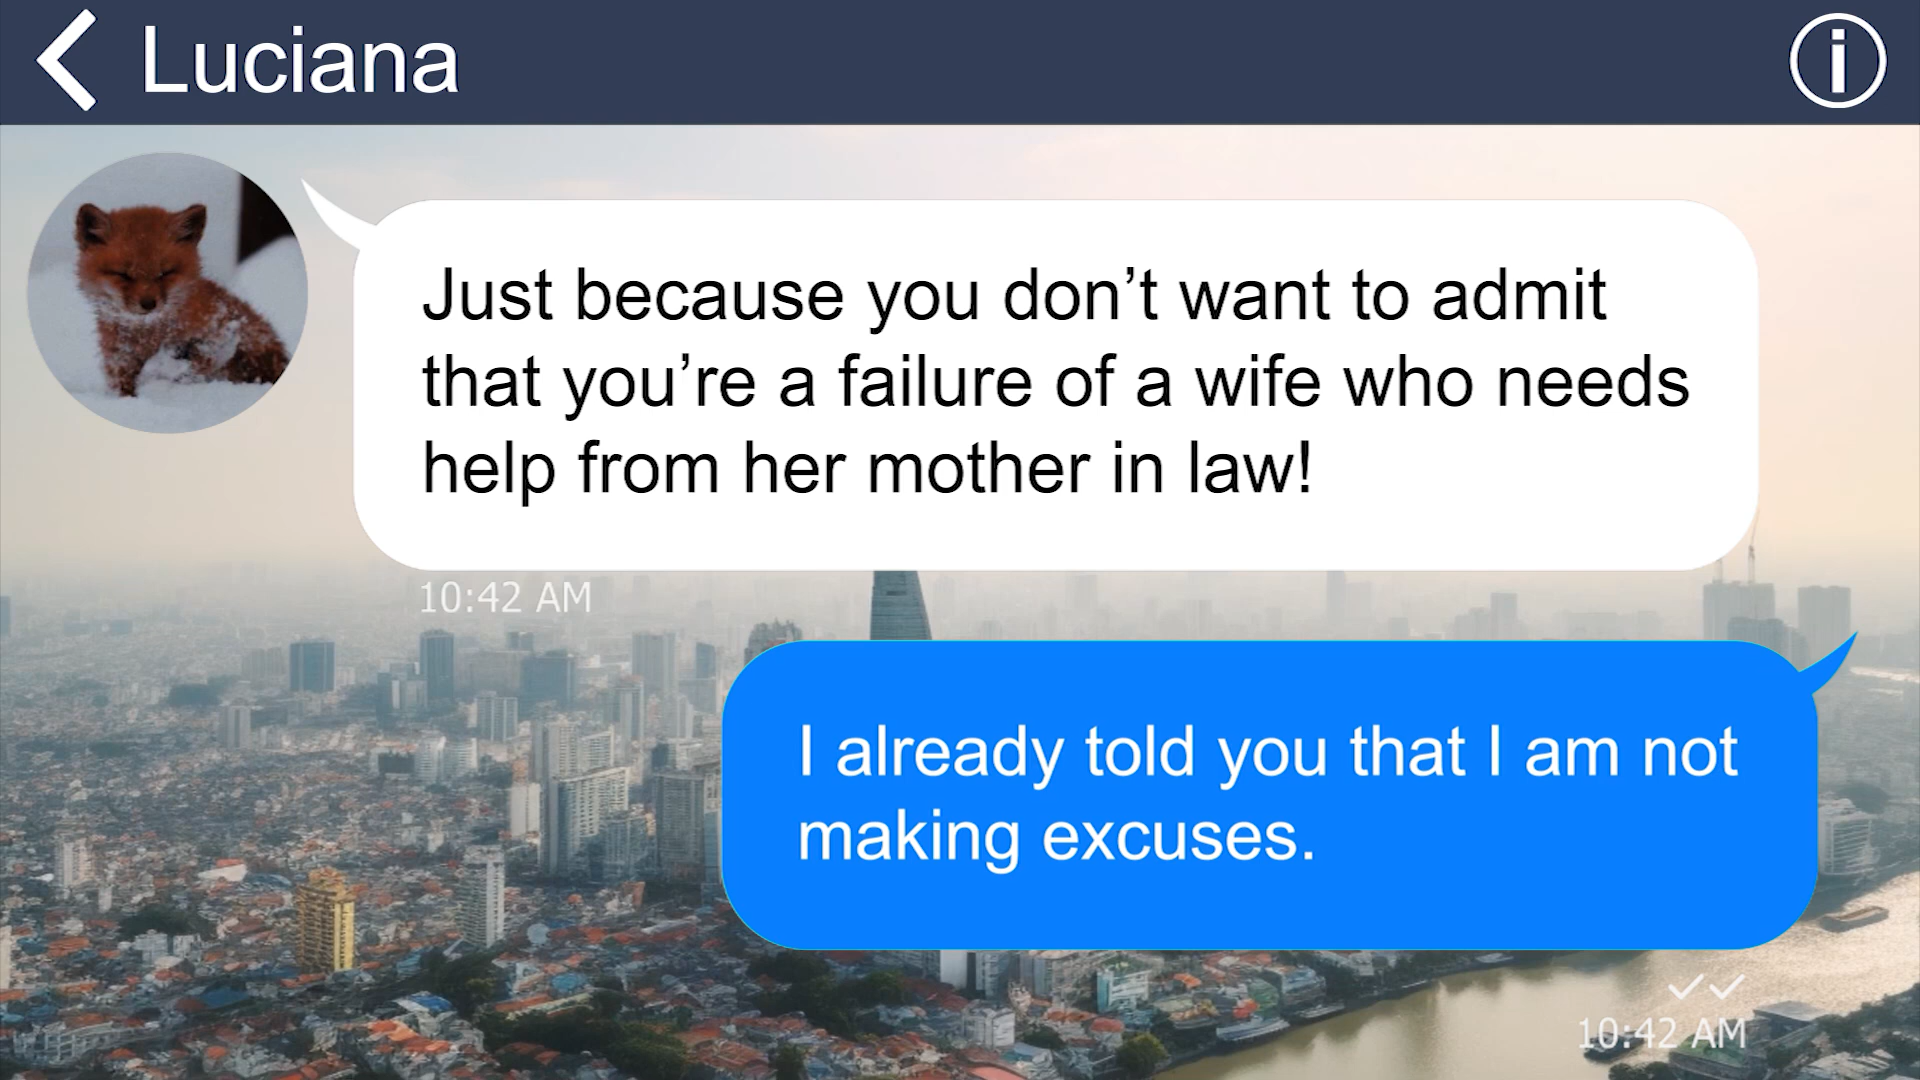 Luciana
Just because you don’t want to admit
that you’re a failure of a wife who needs
help from her mother in law!
10:42 AM
I already told you that I am not
making excuses.
10:42 AM